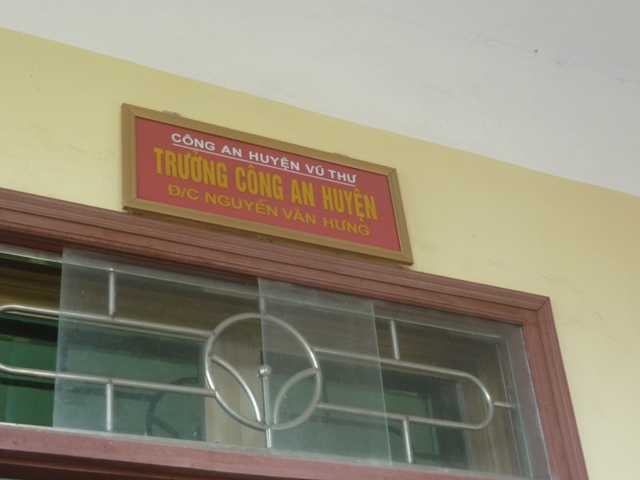 CÔNG AN HUYỆN VŨ THƯ
TRƯỞNG CÔNG AN HUYỆN
Đ/C NGUYỄN VĂN HƯNG